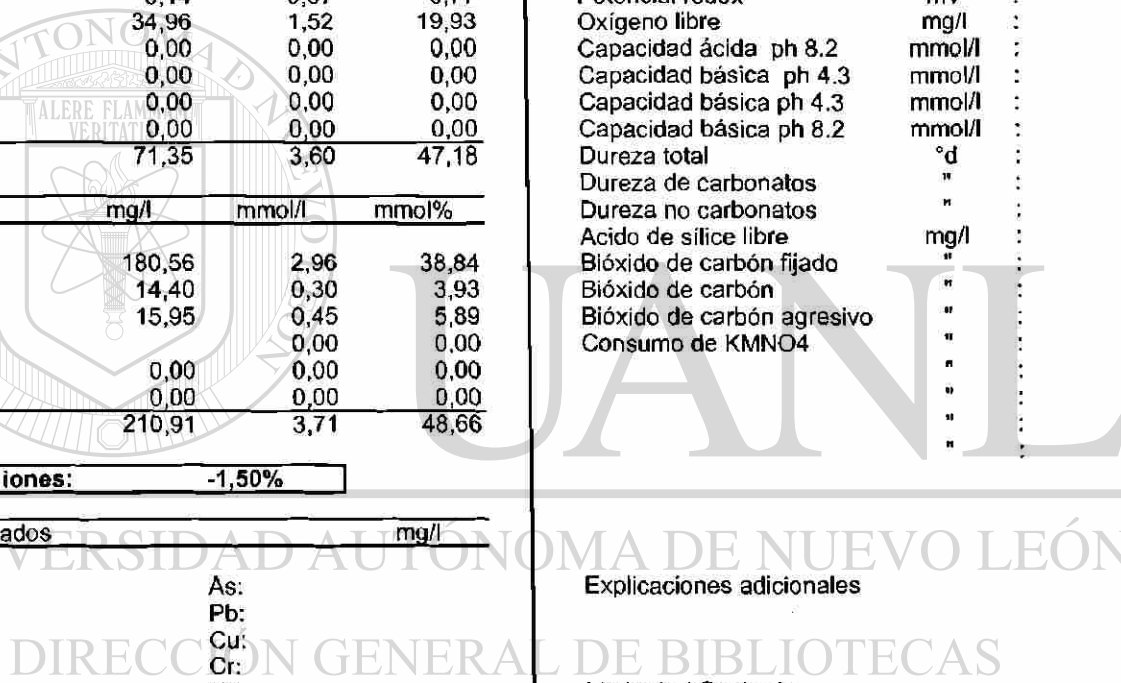 34,96 1,52 19,93
0,00 0,00 0,00
0,00 0,00 0,00
0,00 0,00 0,00
0,00 0,00 0,00
71,35 3,60 47,18
mg/l mmol/l mmol%
180,56 2,96 38,84
14,40 0,30 3,93
15,95 0,45 5,89
0,00 0,00
0,00 0,00 0,00
0,00 0,00 0,00
210,91 3,71 48,66
iones: -1,50%
ados mg/l
As:
Pb:
Cu:
Cr:
Oxígeno libre mg/l :
Capacidad ácida ph 8.2 mmol/l :
Capacidad básica ph 4.3 mmol/l :
Capacidad básica ph 4.3 mmol/l :
Capacidad básica ph 8.2 mmol/l :
Dureza total °d :
Dureza de carbonatos " :
Dureza no carbonatos " :
Acido de sílice libre mg/l :
Bióxido de carbón fijado " :
Bióxido de carbón " :
Bióxido de carbón agresivo " :
Consumo de KMNO4 " :
" :
" :
" :
" :
Explicaciones adicionales
ALERE FLAMMAM
VERITATIS
UANL
VERSIDAD AUTÓNOMA DE NUEVO LEÓN
DIRECCIÓN GENERAL DE BIBLIOTECAS